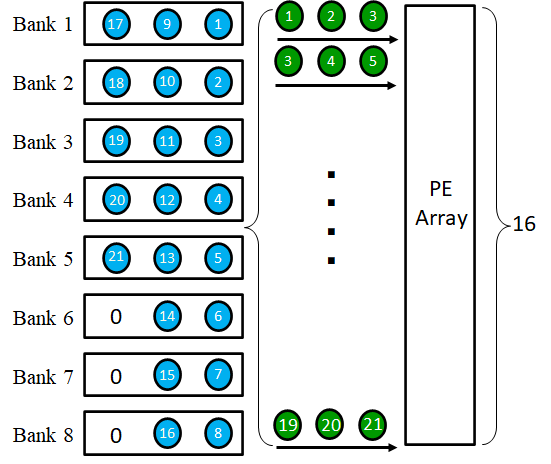 Bank 1 17 9 1
1 2 3
Bank 2 18 10 2
3 4 5
Bank 3 19 11 3
Bank 4 20 12 4
PE
Array
16
Bank 5 21 13 5
Bank 6 0 14 6
Bank 7 0 15 7
Bank 8 0 16 8
19 20 21